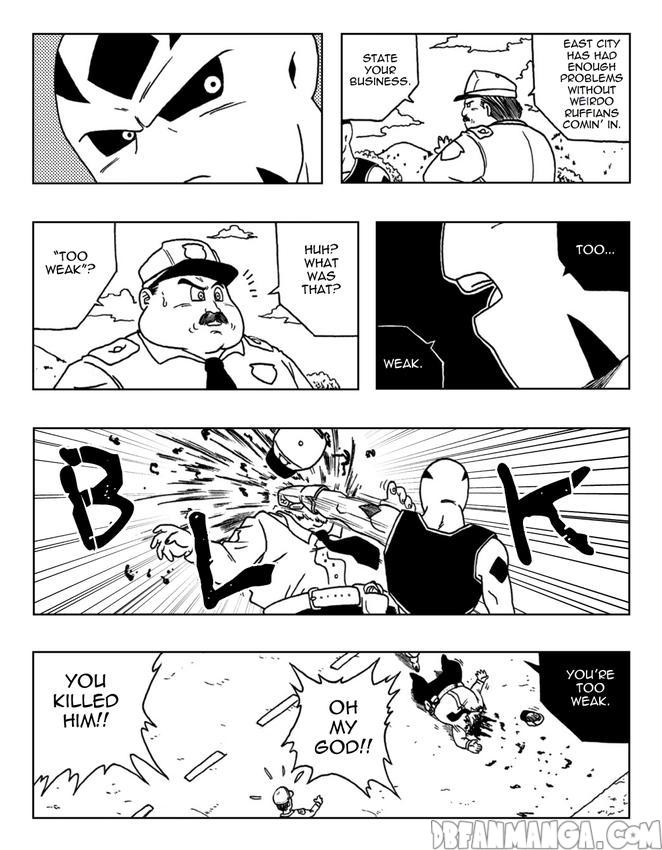 EAST CITY
HAS HAD
ENOUGH
PROBLEMS
WITHOUT
WEIRDO
RUFFIANS
COMIN' IN.
STATE
YOUR
BUSINESS.
TOO...
WEAK.
HUH?
WHAT
WAS
THAT?
"TOO
WEAK"?
BLK
YOU'RE
TOO
WEAK.
OH
MY
GOD!!
YOU
KILLED
HIM!!
DBFANMANGA.COM